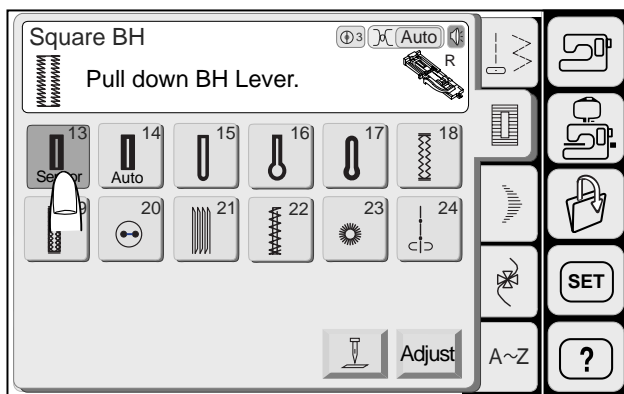 Square BH
3 Auto
R
Pull down BH Lever.
13 14 15 16 17 18
Sensor Auto
20 21 22 23 24
Adjust
A~Z
SET
?